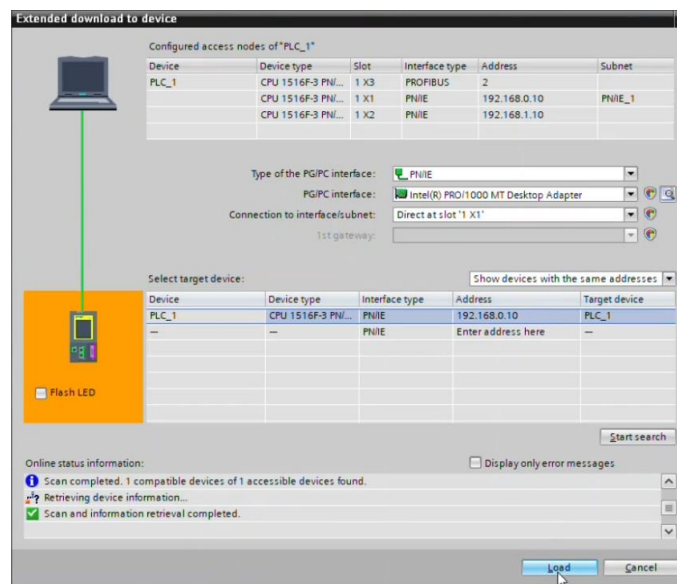 Extended download to device
Configured access nodes of "PLC_1"
Device Device type Slot Interface type Address Subnet
PLC_1 CPU 1516F-3 PN/... 1 X3 PROFIBUS 2
CPU 1516F-3 PN/... 1 X1 PN/IE 192.168.0.10 PN/IE_1
CPU 1516F-3 PN/... 1 X2 PN/IE 192.168.1.10
Type of the PG/PC interface: PN/IE
PG/PC interface: Intel(R) PRO/1000 MT Desktop Adapter
Connection to interface/subnet: Direct at slot '1 X1'
1st gateway:
Select target device: Show devices with the same addresses
Device Device type Interface type Address Target device
PLC_1 CPU 1516F-3 PN/... PN/IE 192.168.0.10 PLC_1
— — PN/IE Enter address here —
Flash LED
Start search
Online status information: Display only error messages
Scan completed. 1 compatible devices of 1 accessible devices found.
Retrieving device information...
Scan and information retrieval completed.
Load Cancel